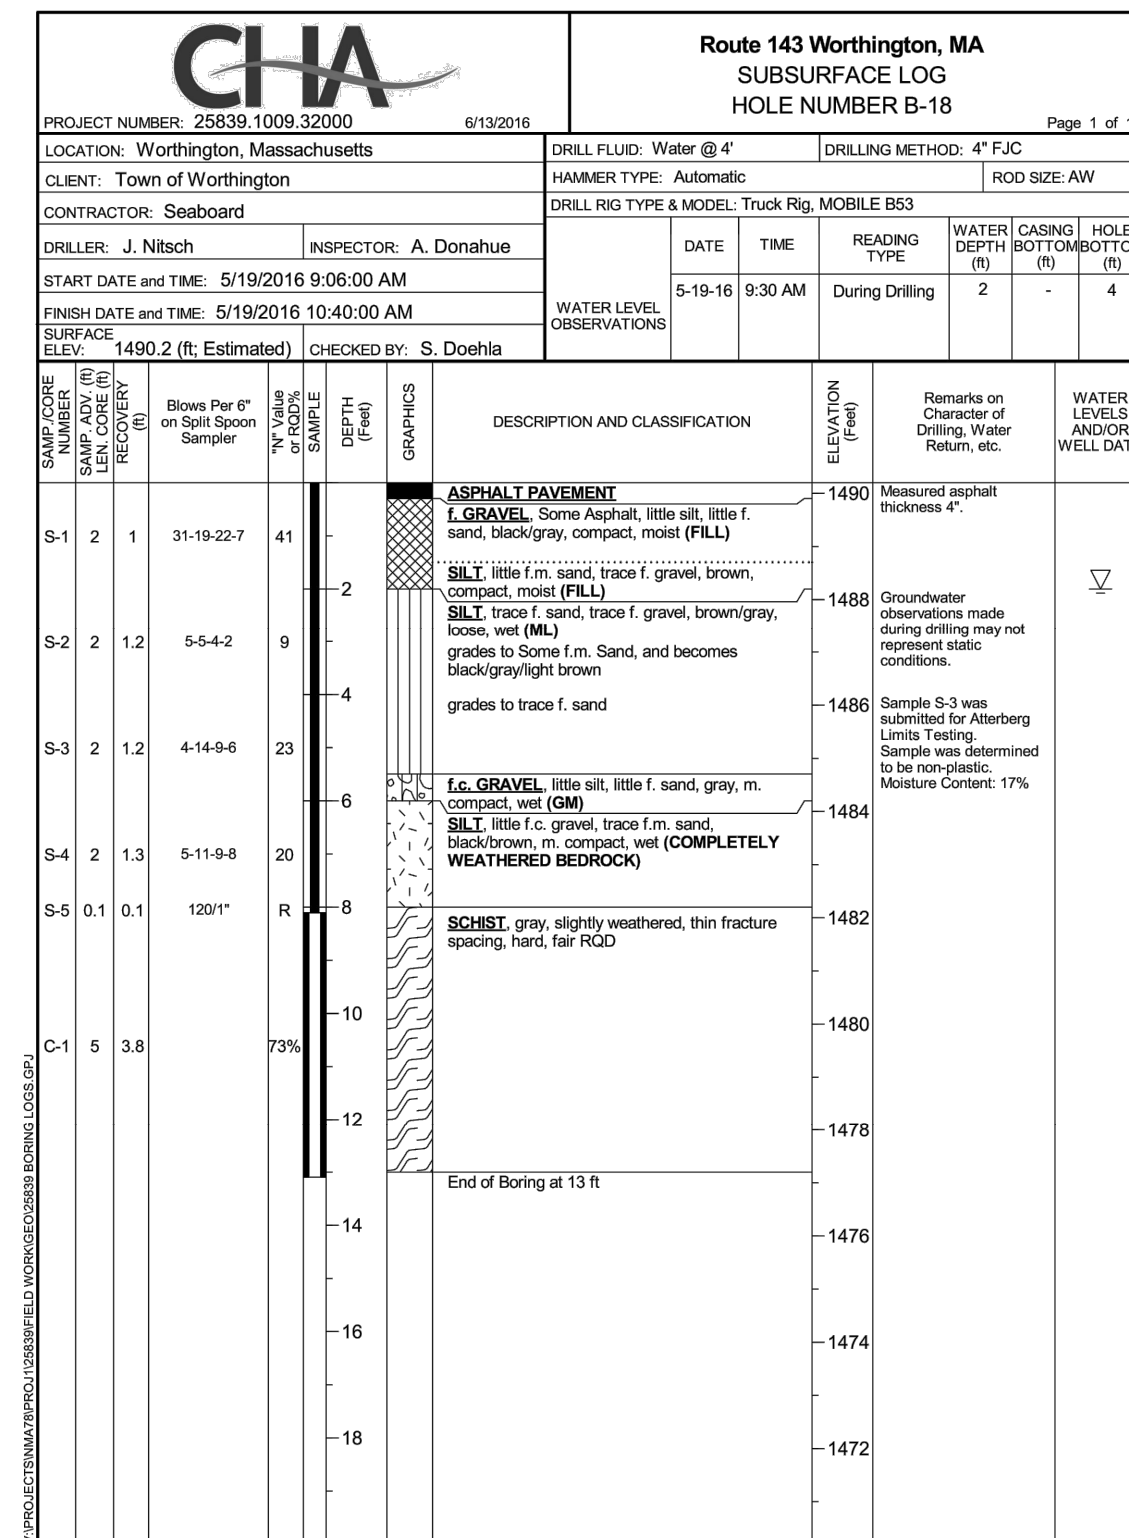 CHA
Route 143 Worthington, MA
SUBSURFACE LOG
HOLE NUMBER B-18
PROJECT NUMBER: 25839.1009.32000 6/13/2016
Page 1 of 1
LOCATION: Worthington, Massachusetts
DRILL FLUID: Water @ 4' DRILLING METHOD: 4" FJC
CLIENT: Town of Worthington
HAMMER TYPE: Automatic ROD SIZE: AW
CONTRACTOR: Seaboard
DRILL RIG TYPE & MODEL: Truck Rig, MOBILE B53
DRILLER: J. Nitsch INSPECTOR: A. Donahue
START DATE and TIME: 5/19/2016 9:06:00 AM
FINISH DATE and TIME: 5/19/2016 10:40:00 AM
SURFACE
ELEV: 1490.2 (ft; Estimated) CHECKED BY: S. Doehla
WATER LEVEL
OBSERVATIONS
DATE
TIME
READING
TYPE
WATER
DEPTH
(ft)
CASING
BOTTOM
(ft)
HOLE
BOTTO
(ft)
5-19-16 9:30 AM During Drilling 2 - 4
SAMP./CORE
NUMBER
SAMP. ADV. (ft)
LEN. CORE (ft)
RECOVERY
(ft)
Blows Per 6"
on Split Spoon
Sampler
"N" Value
or RQD%
SAMPLE
DEPTH
(Feet)
GRAPHICS
DESCRIPTION AND CLASSIFICATION
ELEVATION
(Feet)
Remarks on
Character of
Drilling, Water
Return, etc.
WATER
LEVELS
AND/OR
WELL DAT
S-1 2 1 31-19-22-7 41
S-2 2 1.2 5-5-4-2 9
S-3 2 1.2 4-14-9-6 23
S-4 2 1.3 5-11-9-8 20
S-5 0.1 0.1 120/1" R
C-1 5 3.8 73%
2
4
6
8
10
12
14
16
18
ASPHALT PAVEMENT
f. GRAVEL, Some Asphalt, little silt, little f.
sand, black/gray, compact, moist (FILL)
SILT, little f.m. sand, trace f. gravel, brown,
compact, moist (FILL)
SILT, trace f. sand, trace f. gravel, brown/gray,
loose, wet (ML)
grades to Some f.m. Sand, and becomes
black/gray/light brown
grades to trace f. sand
f.c. GRAVEL, little silt, little f. sand, gray, m.
compact, wet (GM)
SILT, little f.c. gravel, trace f.m. sand,
black/brown, m. compact, wet (COMPLETELY
WEATHERED BEDROCK)
SCHIST, gray, slightly weathered, thin fracture
spacing, hard, fair RQD
End of Boring at 13 ft
1490
1488
1486
1484
1482
1480
1478
1476
1474
1472
Measured asphalt
thickness 4".
Groundwater
observations made
during drilling may not
represent static
conditions.
Sample S-3 was
submitted for Atterberg
Limits Testing.
Sample was determined
to be non-plastic.
Moisture Content: 17%
:\PROJECTS\NMA78\PROJ1\25839\FIELD WORK\GEO\25839 BORING LOGS.GPJ